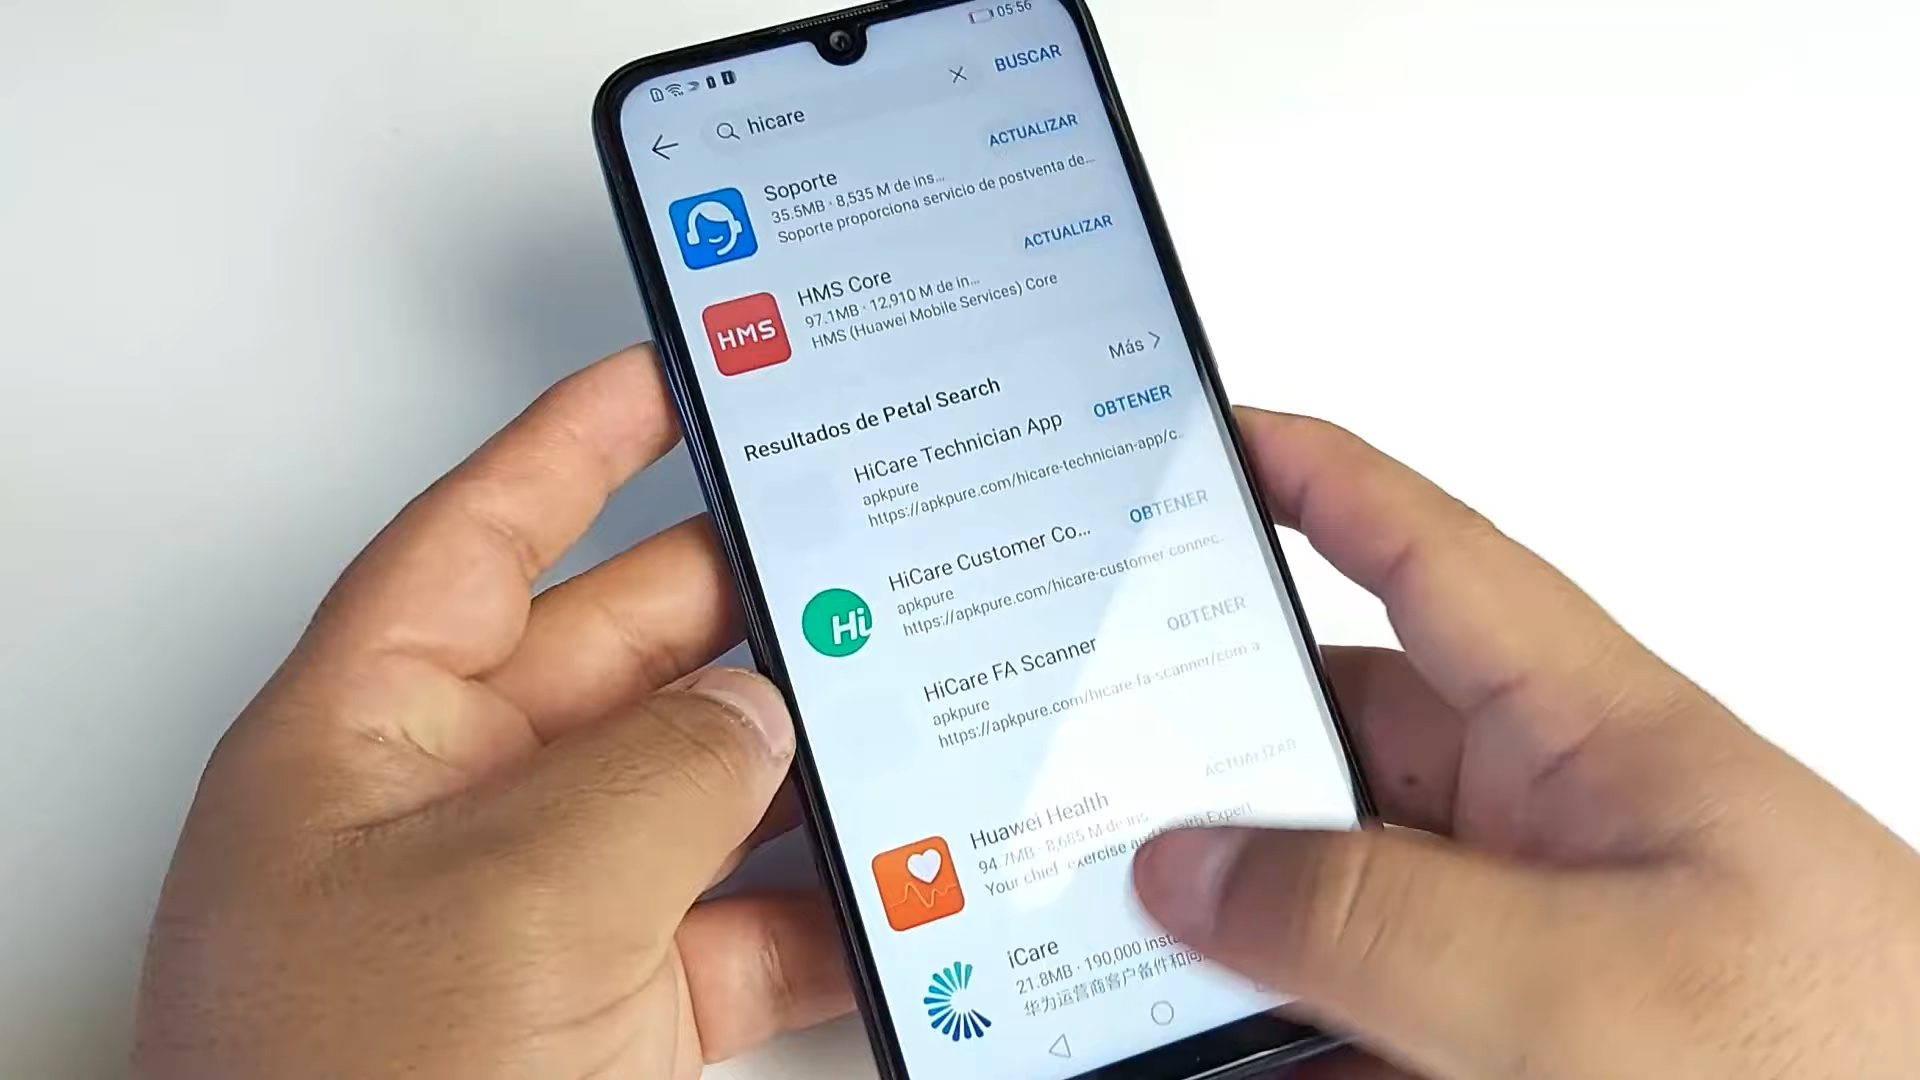 05:56
hicare
BUSCAR
Soporte
ACTUALIZAR
35.5MB · 8,535 M de ins...
Soporte proporciona servicio de postventa de...
HMS
HMS Core
ACTUALIZAR
97.1MB · 12,910 M de in...
HMS (Huawei Mobile Services) Core
Resultados de Petal Search
Más
HiCare Technician App
OBTENER
apkpure
https://apkpure.com/hicare-technician-app/c..
Hi
HiCare Customer Co...
OBTENER
apkpure
https://apkpure.com/hicare-customer-connec..
HiCare FA Scanner
OBTENER
apkpure
https://apkpure.com/hicare-fa-scanner/com.a
Huawei Health
ACTUALIZAR
94.7MB · 8,685 M de ins
Your chief exercise and health Expert
iCare
21.8MB · 190,000 insta
华为运营商客户备件和问